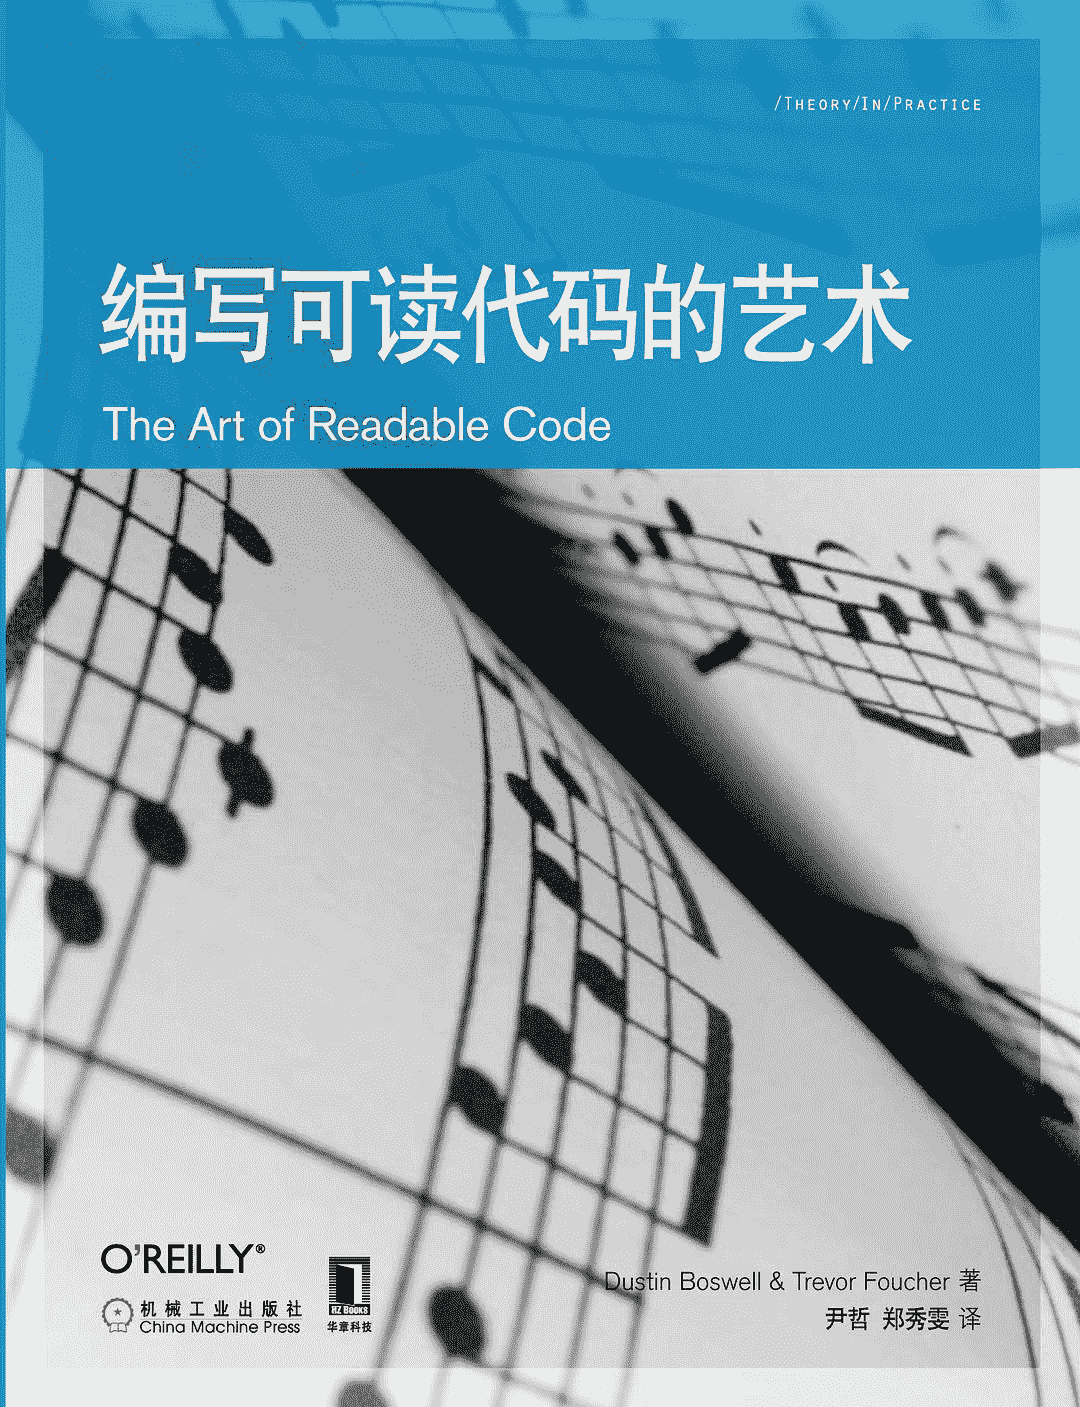 /THEORY/IN/PRACTICE
编写可读代码的艺术
The Art of Readable Code
O'REILLY®
机械工业出版社
China Machine Press
HZ Books
华章科技
Dustin Boswell & Trevor Foucher 著
尹哲 郑秀雯 译